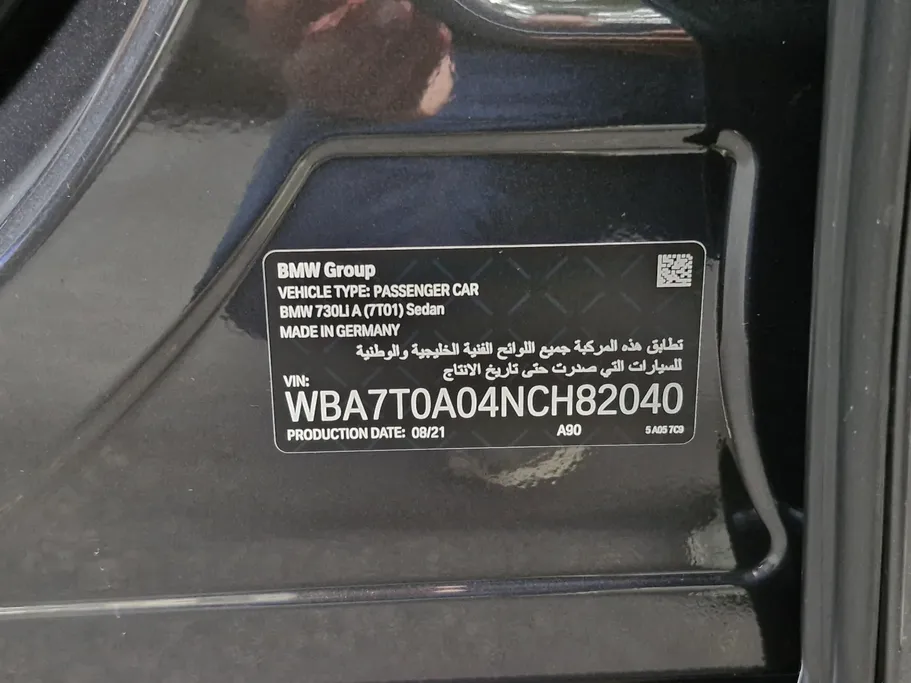 BMW Group
VEHICLE TYPE: PASSENGER CAR
BMW 730LI A (7T01) Sedan
MADE IN GERMANY
تطابق هذه المركبة جميع اللوائح الفنية الخليجية والوطنية
للسيارات التي صدرت حتى تاريخ الانتاج
VIN:
WBA7T0A04NCH82040
PRODUCTION DATE: 08/21 A90 5 A05 7C9